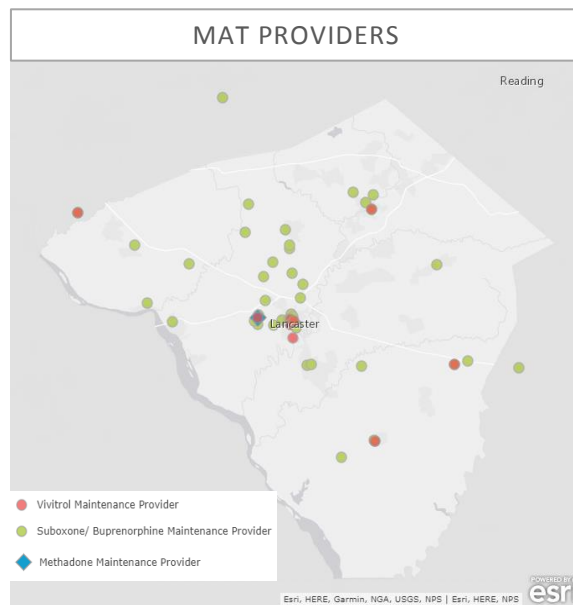 MAT PROVIDERS
Reading
Lancaster
Vivitrol Maintenance Provider
Suboxone/ Buprenorphine Maintenance Provider
Methadone Maintenance Provider
POWERED BY
esri
Esri, HERE, Garmin, NGA, USGS, NPS | Esri, HERE, NPS